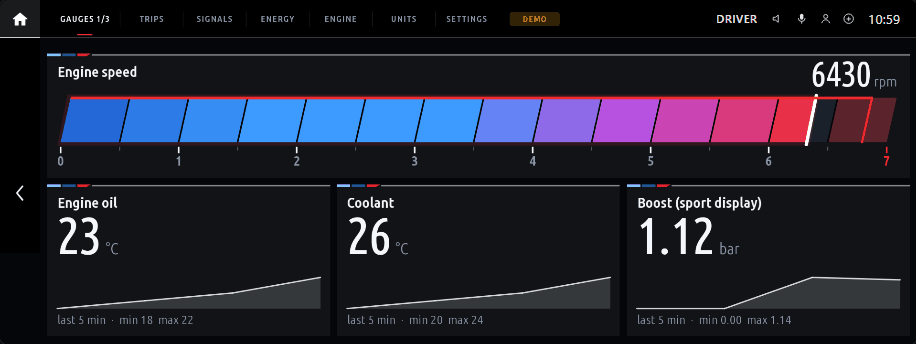 GAUGES 1/3 TRIPS SIGNALS ENERGY ENGINE UNITS SETTINGS DEMO DRIVER 10:59
Engine speed 6430 rpm
0 1 2 3 4 5 6 7
Engine oil
23 °C
last 5 min · min 18 max 22
Coolant
26 °C
last 5 min · min 20 max 24
Boost (sport display)
1.12 bar
last 5 min · min 0.00 max 1.14